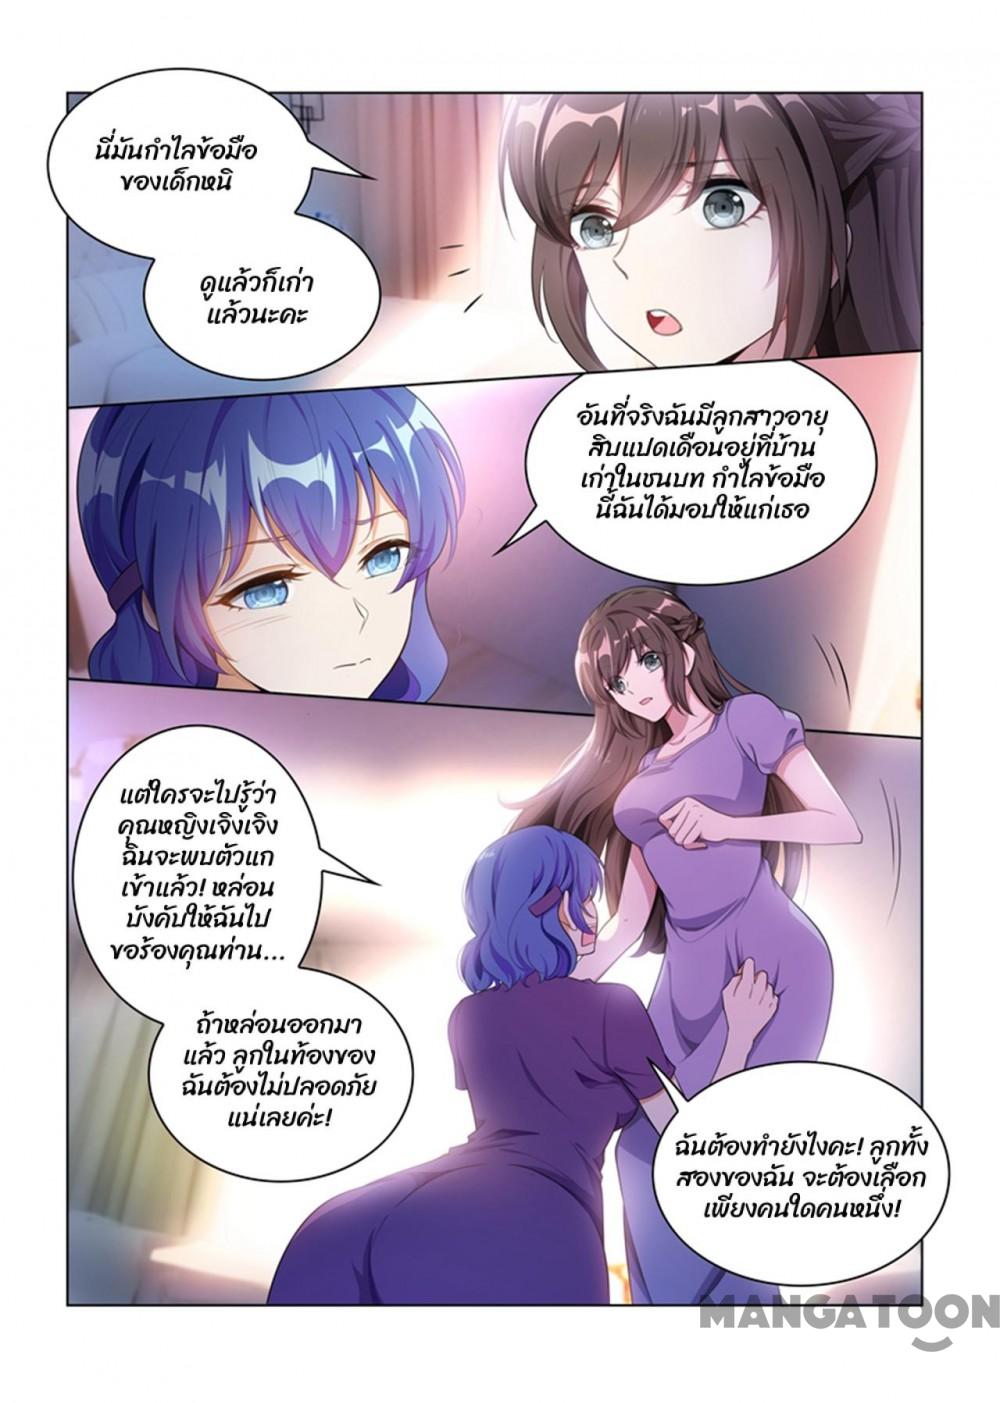 นี่มันกำไลข้อมือ
ของเด็กหนิ
ดูแล้วก็เก่า
แล้วนะคะ
อันที่จริงฉันมีลูกสาวอายุ
สิบแปดเดือนอยู่ที่บ้าน
เก่าในชนบท กำไลข้อมือ
นี้ฉันได้มอบให้แก่เธอ
แต่ใครจะไปรู้ว่า
คุณหญิงเจิงเจิง
ฉินจะพบตัวแก
เข้าแล้ว! หล่อน
บังคับให้ฉันไป
ขอร้องคุณท่าน...
ถ้าหล่อนออกมา
แล้ว ลูกในท้องของ
ฉันต้องไม่ปลอดภัย
แน่เลยค่ะ!
ฉันต้องทำยังไงคะ! ลูกทั้ง
สองของฉัน จะต้องเลือก
เพียงคนใดคนหนึ่ง!
MANGATOON